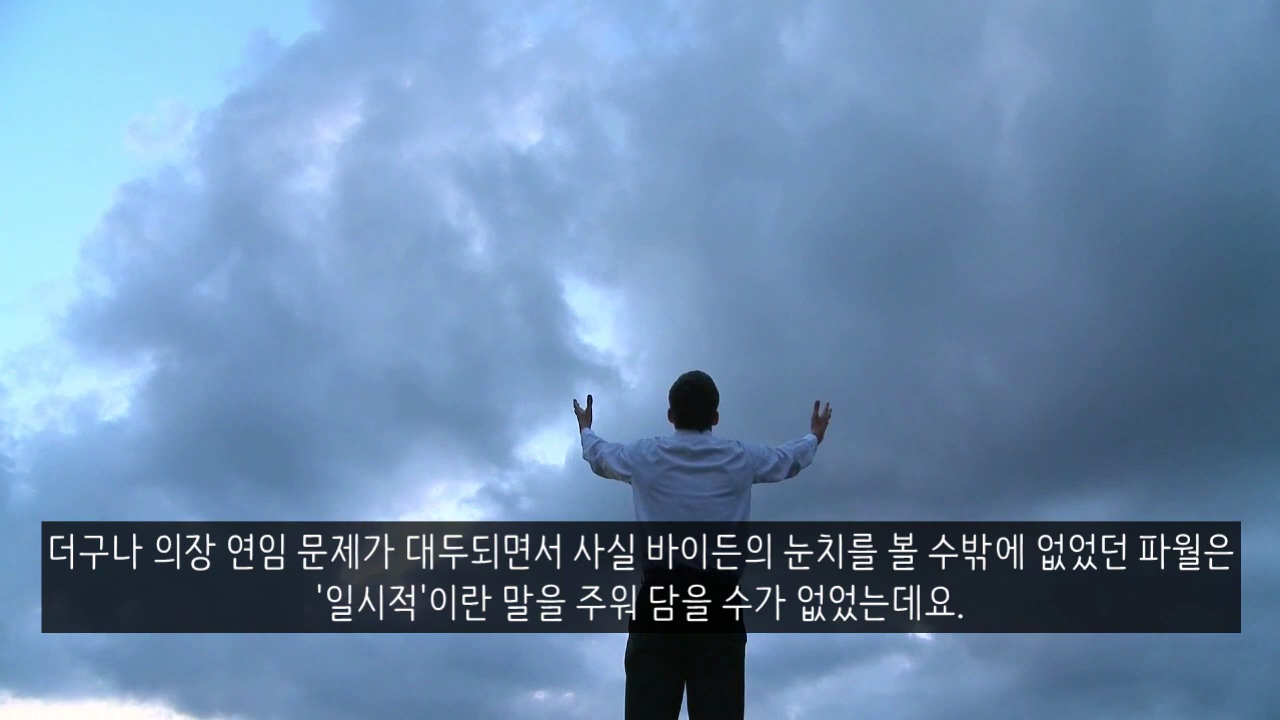 더구나 의장 연임 문제가 대두되면서 사실 바이든의 눈치를 볼 수밖에 없었던 파월은
'일시적'이란 말을 주워 담을 수가 없었는데요.